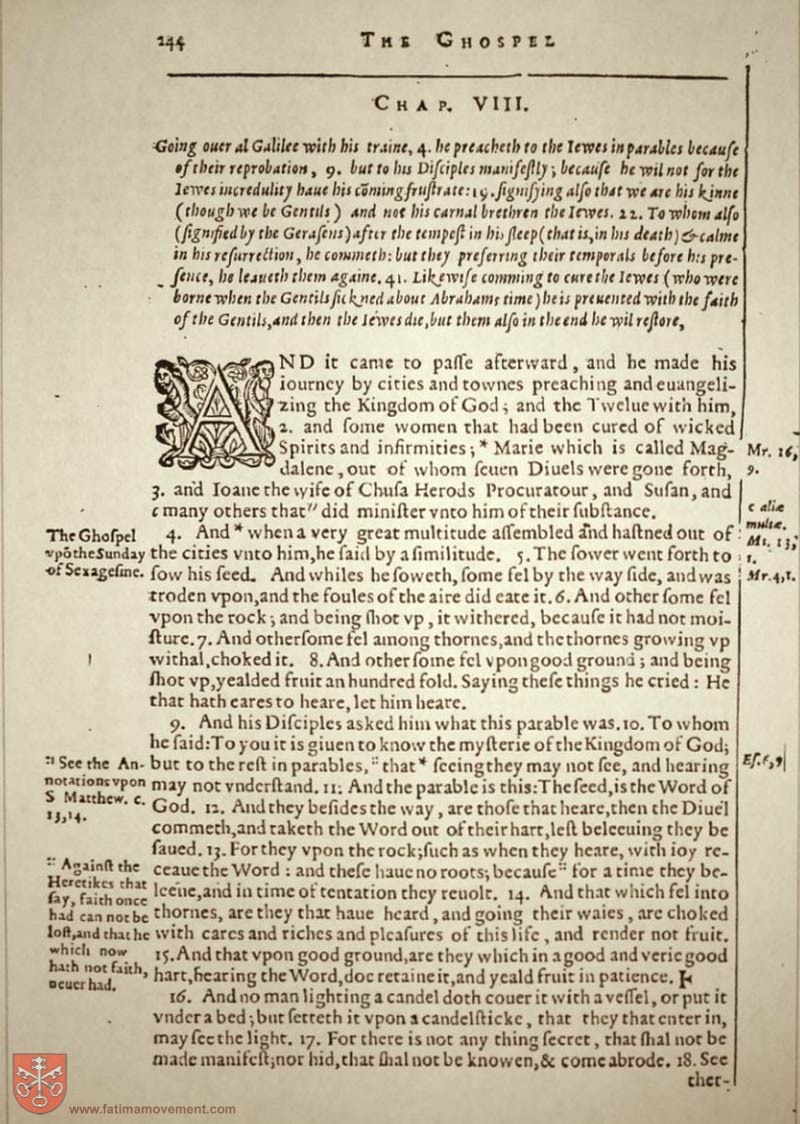 244 THE GHOSPEL
CHAP. VIII.
Going ouer al Galilee with his traine, 4. he preacheth to the Iewes in parables becauſe
of their reprobation, 9. but to his Diſciples manifeſtly; becauſe he wil not for the
Iewes incredulity haue his cōming fruſtrate: 19. ſignifying alſo that we are his kinne
(though we be Gentils) and not his carnal brethren the Iewes. 22. To whom alſo
(ſignified by the Geraſens) after the tempeſt in his ſleep (that is, in his death) & calme
in his reſurrection, he commeth: but they preferring their temporals before his pre-
ſence, he leaueth them againe. 41. Likewiſe comming to cure the Iewes (who were
borne when the Gentils ſickned about Abrahams time) he is preuented with the faith
of the Gentils, and then the Iewes die, but them alſo in the end he wil reſtore,
AND it came to paſſe afterward, and he made his
iourney by cities and townes preaching and euangeli-
zing the Kingdom of God; and the Twelue with him,
2. and ſome women that had been cured of wicked
Spirits and infirmities; * Marie which is called Mag-
dalene, out of whom ſeuen Diuels were gone forth,
3. and Ioane the wife of Chuſa Herods Procuratour, and Suſan, and
c many others that" did miniſter vnto him of their ſubſtance.
4. And * when a very great multitude aſſembled and haſtned out of
the cities vnto him, he ſaid by a ſimilitude. 5. The ſower went forth to
ſow his ſeed. And whiles he ſoweth, ſome fel by the way ſide, and was
troden vpon, and the foules of the aire did eate it. 6. And other ſome fel
vpon the rock; and being ſhot vp, it withered, becauſe it had not moi-
ſture. 7. And otherſome fel among thornes, and the thornes growing vp
withal, choked it. 8. And other ſome fel vpon good ground; and being
ſhot vp, yealded fruit an hundred fold. Saying theſe things he cried: He
that hath eares to heare, let him heare.
9. And his Diſciples asked him what this parable was. 10. To whom
he ſaid: To you it is giuen to know the myſterie of the Kingdom of God;
but to the reſt in parables, :: that * ſeeing they may not ſee, and hearing
may not vnderſtand. 11. And the parable is this: The ſeed, is the Word of
God. 12. And they beſides the way, are thoſe that heare, then the Diuel
commeth, and taketh the Word out of their hart, leſt beleeuing they be
ſaued. 13. For they vpon the rock; ſuch as when they heare, with ioy re-
ceaue the Word: and theſe haue no roots; becauſe :: for a time they be-
leeue, and in time of tentation they reuolt. 14. And that which fel into
thornes, are they that haue heard, and going their waies, are choked
with cares and riches and pleaſures of this life, and render not fruit.
15. And that vpon good ground, are they which in a good and verie good
hart, hearing the Word, doe retaine it, and yeald fruit in patience.
16. And no man lighting a candel doth couer it with a veſſel, or put it
vnder a bed; but ſetteth it vpon a candelſticke, that they that enter in,
may ſee the light. 17. For there is not any thing ſecret, that ſhal not be
made manifeſt; nor hid, that ſhal not be knowen, & come abrode. 18. See
ther-
The Ghoſpel
vpō the Sunday
of Sexageſine.
:: See the An-
notations vpon
S Matthew. c.
13,14.
:: Againſt the
Heretikes that
ſay, faith once
had can not be
loſt, and that he
which now
hath not faith,
neuer had.
Mr. 16,
9.
c aliæ
multæ.
Mt. 13,
1.
Mr. 4,1.
Eſ. 6,9
www.fatimamovement.com